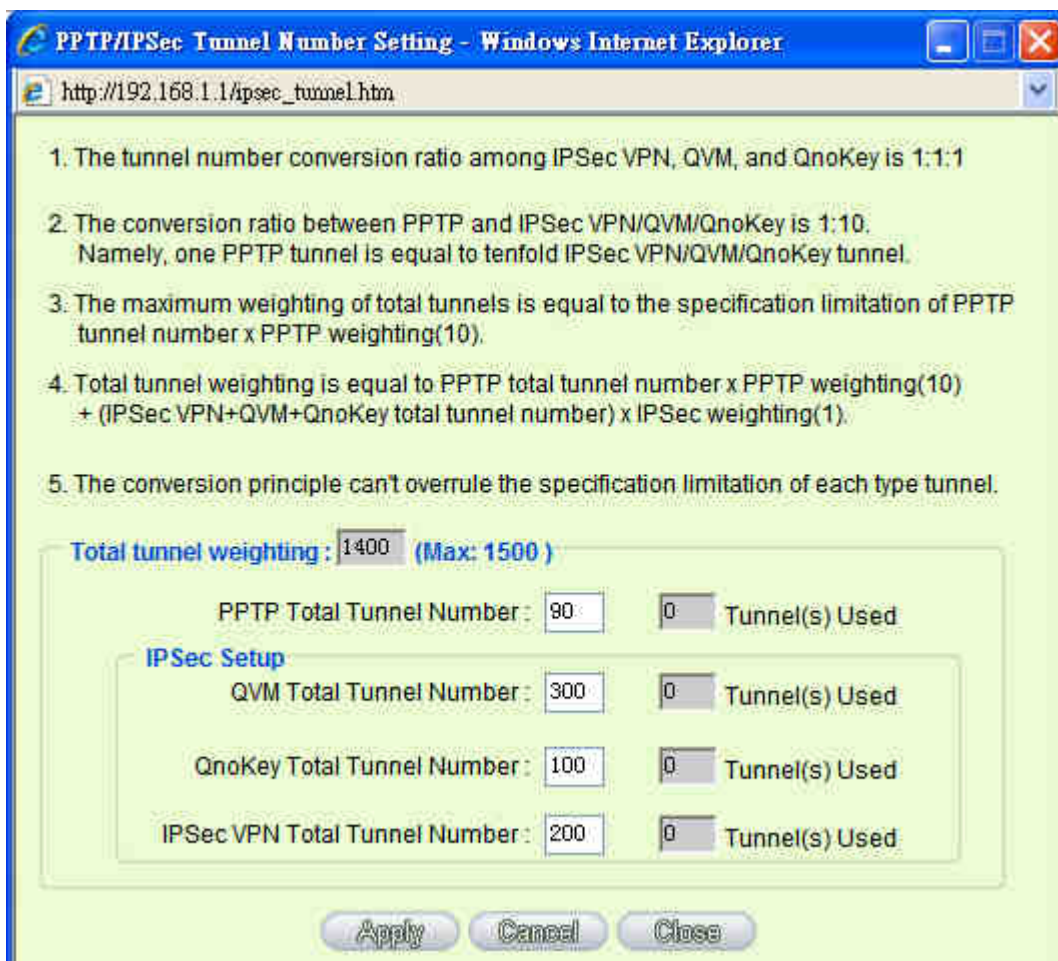 PPTP/IPSec Tunnel Number Setting - Windows Internet Explorer
http://192.168.1.1/ipsec_tunnel.htm
1. The tunnel number conversion ratio among IPSec VPN, QVM, and QnoKey is 1:1:1
2. The conversion ratio between PPTP and IPSec VPN/QVM/QnoKey is 1:10.
Namely, one PPTP tunnel is equal to tenfold IPSec VPN/QVM/QnoKey tunnel.
3. The maximum weighting of total tunnels is equal to the specification limitation of PPTP
tunnel number x PPTP weighting(10).
4. Total tunnel weighting is equal to PPTP total tunnel number x PPTP weighting(10)
+ (IPSec VPN+QVM+QnoKey total tunnel number) x IPSec weighting(1).
5. The conversion principle can't overrule the specification limitation of each type tunnel.
Total tunnel weighting : 1400 (Max: 1500 )
PPTP Total Tunnel Number : 90 0 Tunnel(s) Used
IPSec Setup
QVM Total Tunnel Number : 300 0 Tunnel(s) Used
QnoKey Total Tunnel Number : 100 0 Tunnel(s) Used
IPSec VPN Total Tunnel Number : 200 0 Tunnel(s) Used
Apply Cancel Close